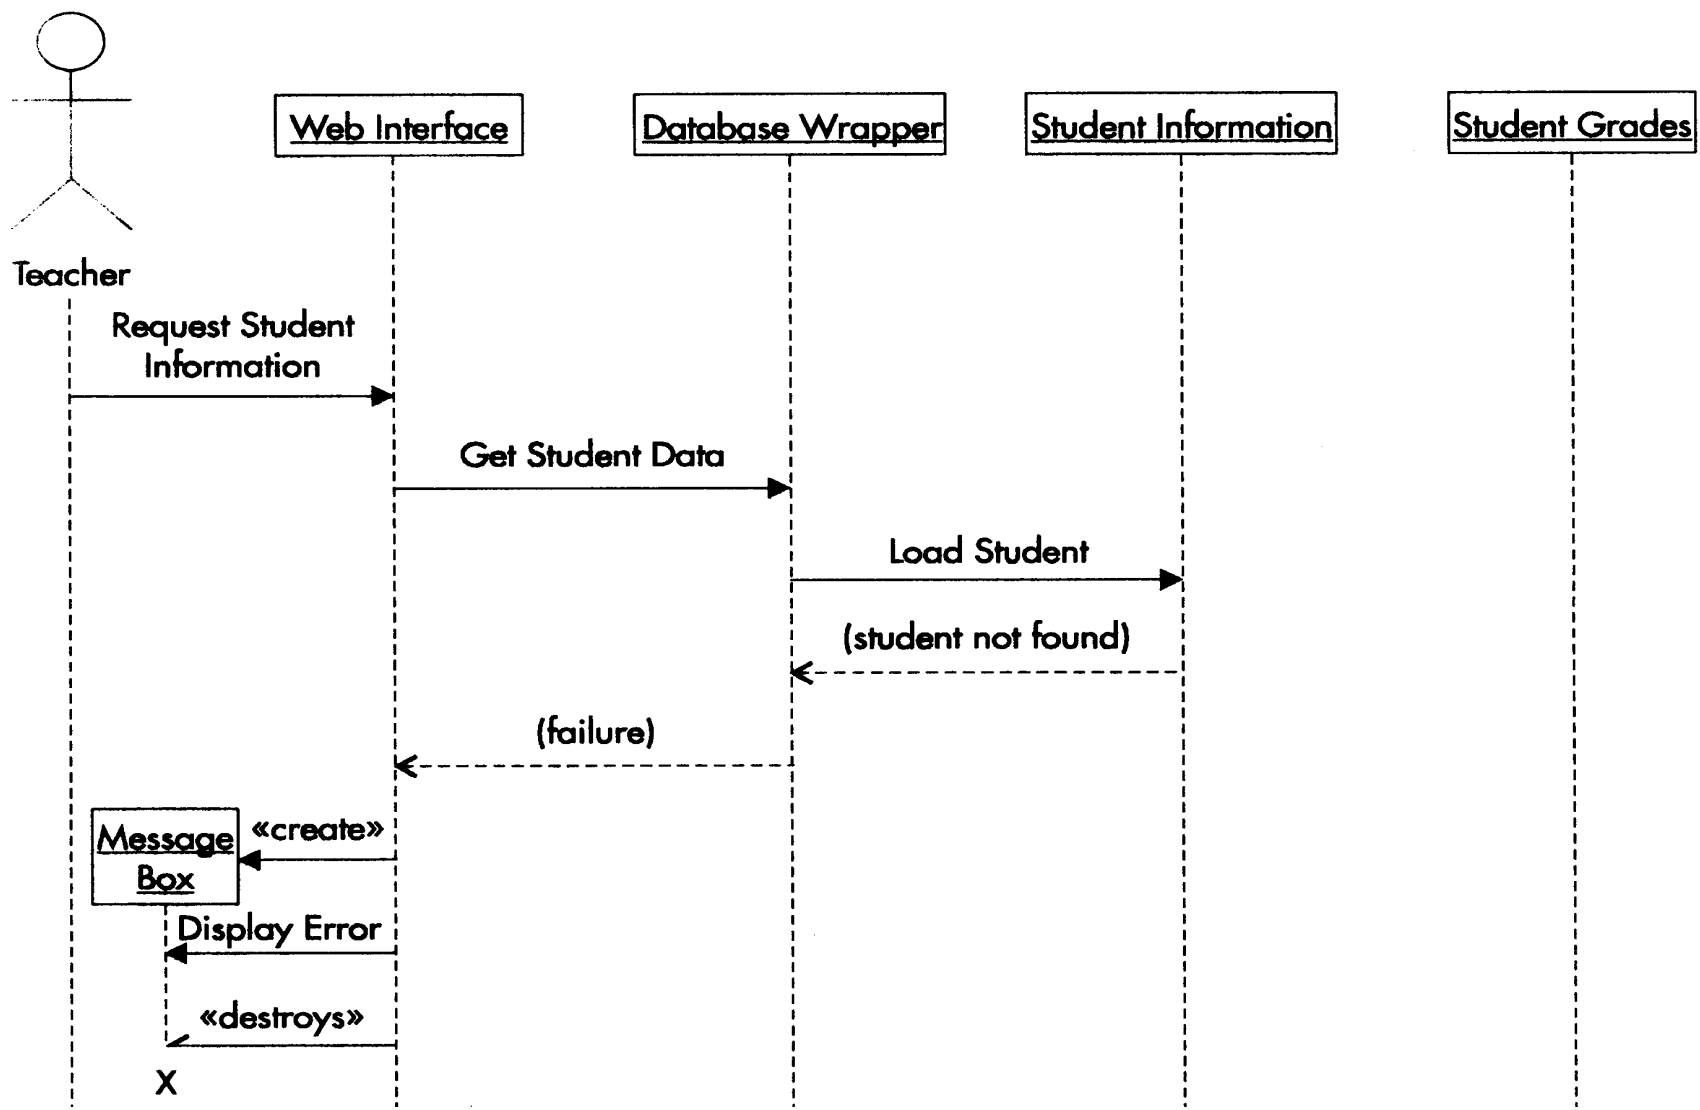 Web Interface
Database Wrapper
Student Information
Student Grades
Teacher
Request Student
Information
Get Student Data
Load Student
(student not found)
(failure)
Message
Box
«create»
Display Error
«destroys»
X